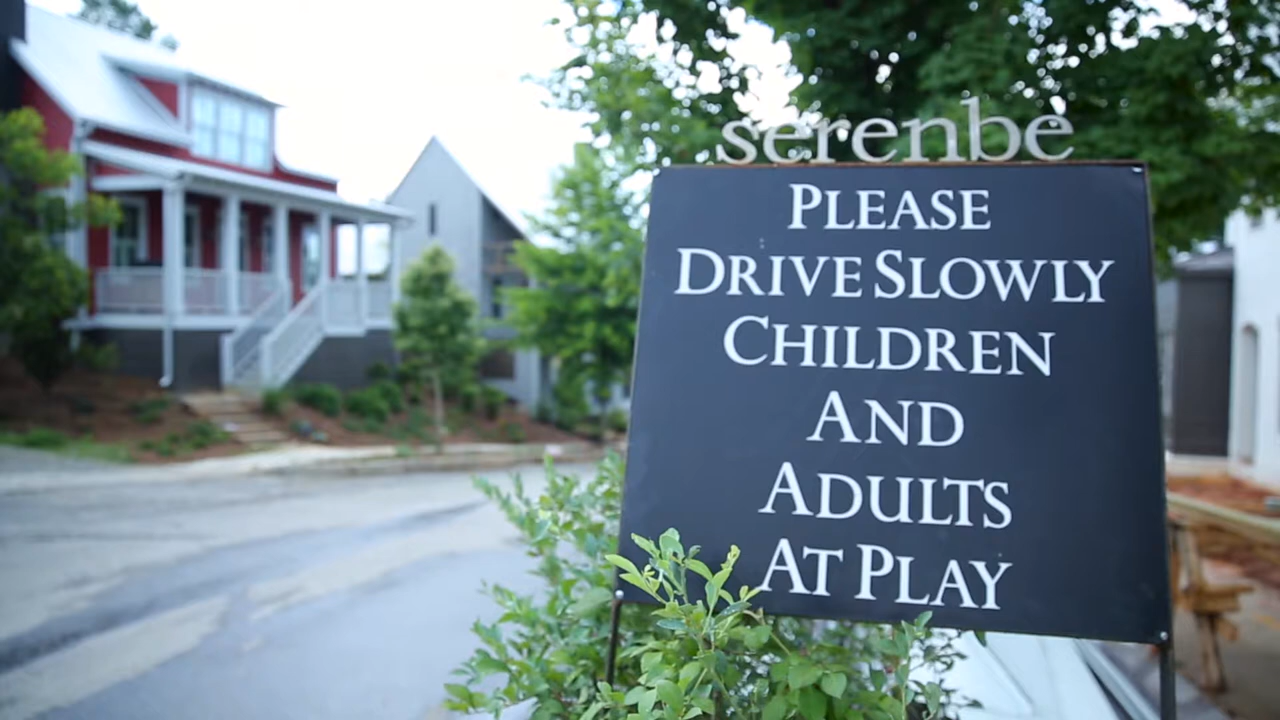 serenbe
PLEASE
DRIVE SLOWLY
CHILDREN
AND
ADULTS
AT PLAY